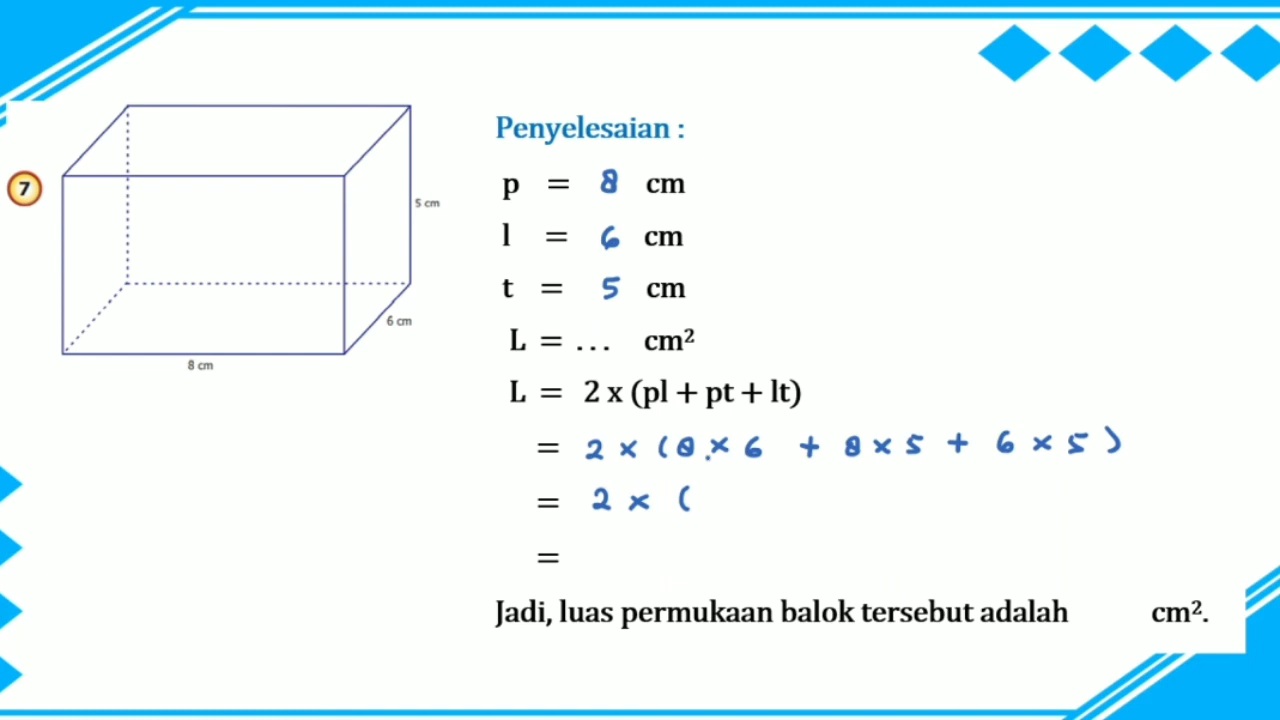 7
5 cm
6 cm
8 cm
Penyelesaian :
p = 8 cm
l = 6 cm
t = 5 cm
L = ... cm²
L = 2 x (pl + pt + lt)
= 2 × (8 × 6 + 8 × 5 + 6 × 5)
= 2 × (
=
Jadi, luas permukaan balok tersebut adalah cm².